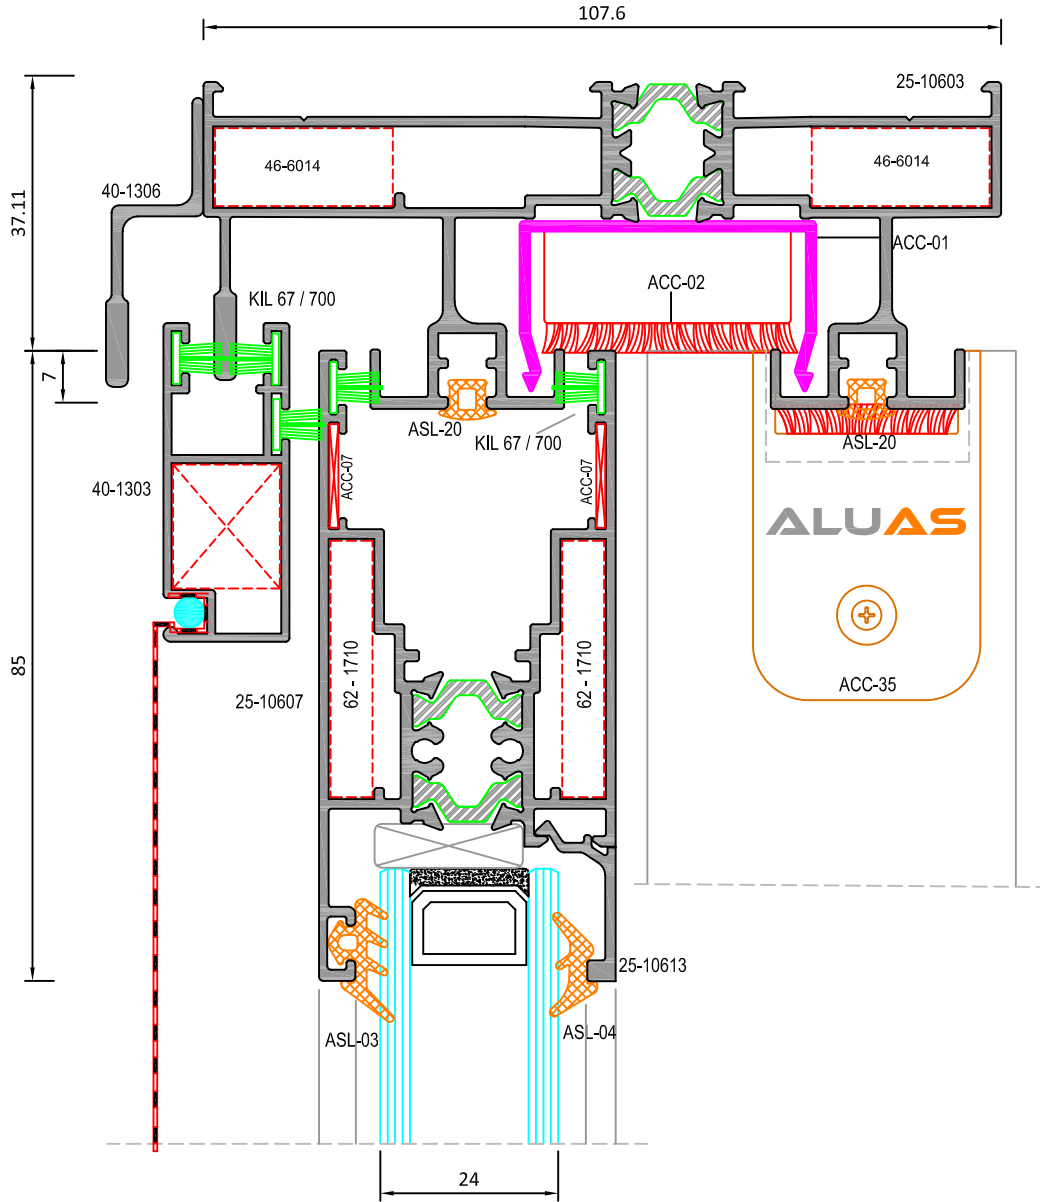 107.6
25-10603
37.11
46-6014
46-6014
40-1306
ACC-01
KIL 67 / 700
ACC-02
7
ASL-20
KIL 67 / 700
ASL-20
ACC-07
ACC-07
40-1303
ALUAS
85
62 - 1710
62 - 1710
25-10607
ACC-35
25-10613
ASL-03
ASL-04
24